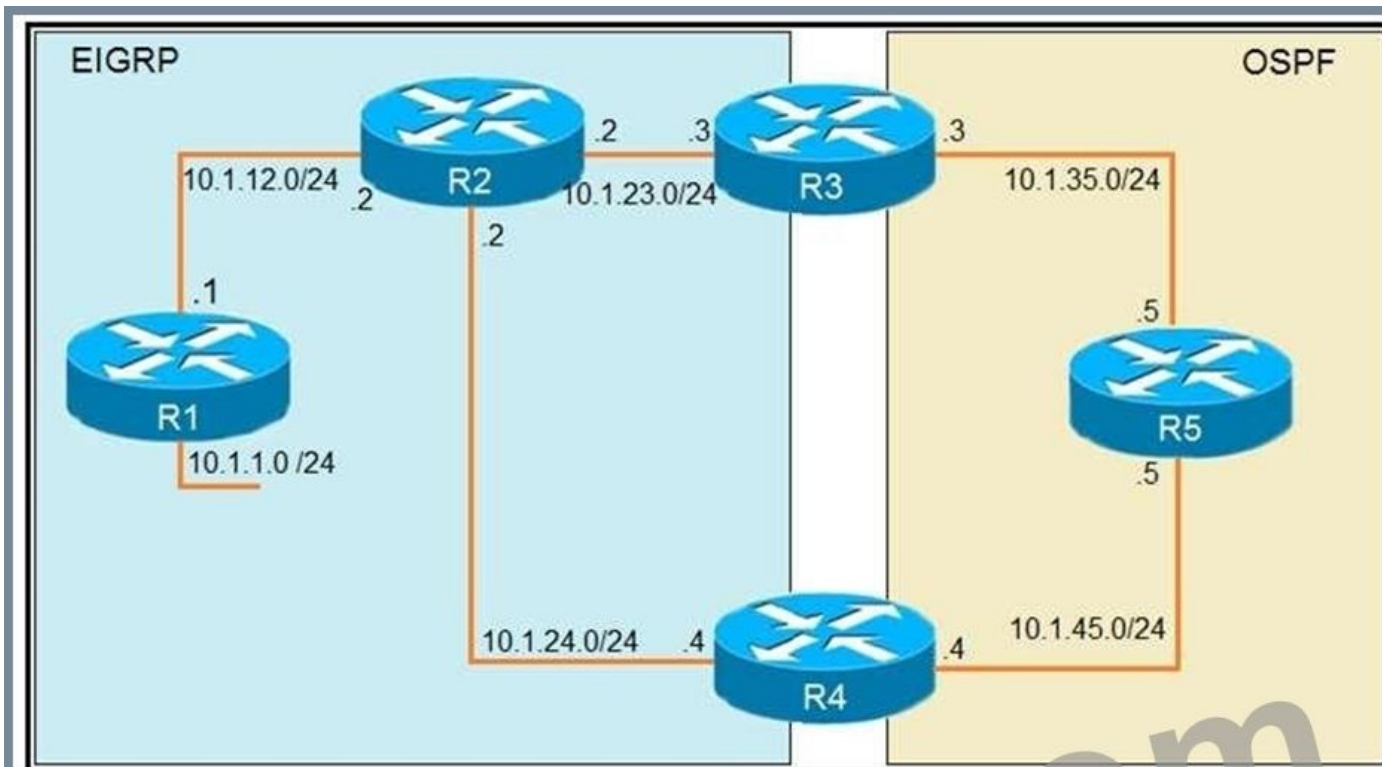 EIGRP
OSPF
.2
.3
.3
R2
R3
10.1.12.0/24
.2
10.1.23.0/24
10.1.35.0/24
.2
.1
.5
R1
R5
10.1.1.0 /24
.5
10.1.24.0/24
.4
10.1.45.0/24
.4
R4